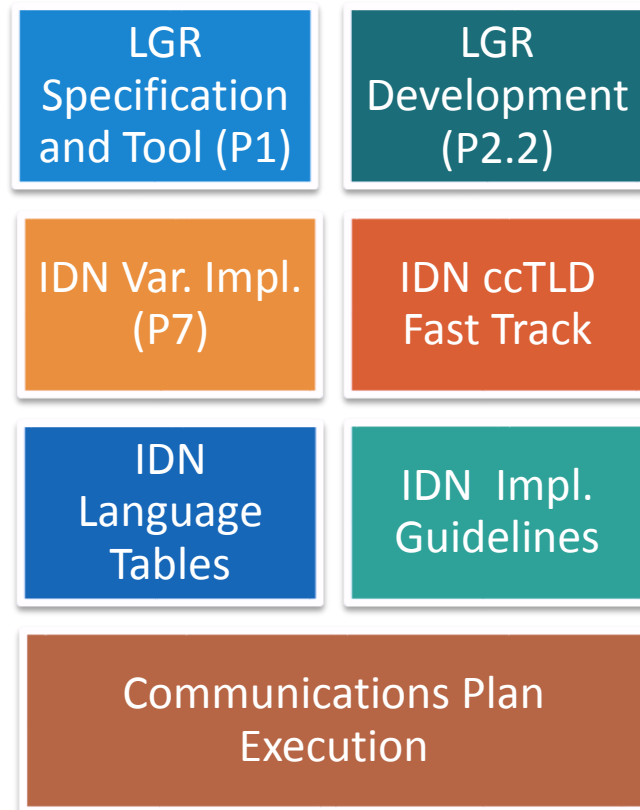 LGR
Specification
and Tool (P1)
LGR
Development
(P2.2)
IDN Var. Impl.
(P7)
IDN ccTLD
Fast Track
IDN
Language
Tables
IDN  Impl.
Guidelines
Communications Plan
Execution